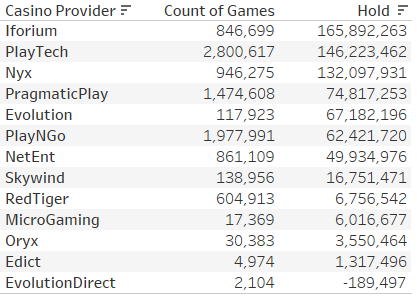 Casino Provider Count of Games Hold
Iforium 846,699 165,892,263
PlayTech 2,800,617 146,223,462
Nyx 946,275 132,097,931
PragmaticPlay 1,474,608 74,817,253
Evolution 117,923 67,182,196
PlayNGo 1,977,991 62,421,720
NetEnt 861,109 49,934,976
Skywind 138,956 16,751,471
RedTiger 604,913 6,756,542
MicroGaming 17,369 6,016,677
Oryx 30,383 3,550,464
Edict 4,974 1,317,496
EvolutionDirect 2,104 -189,497